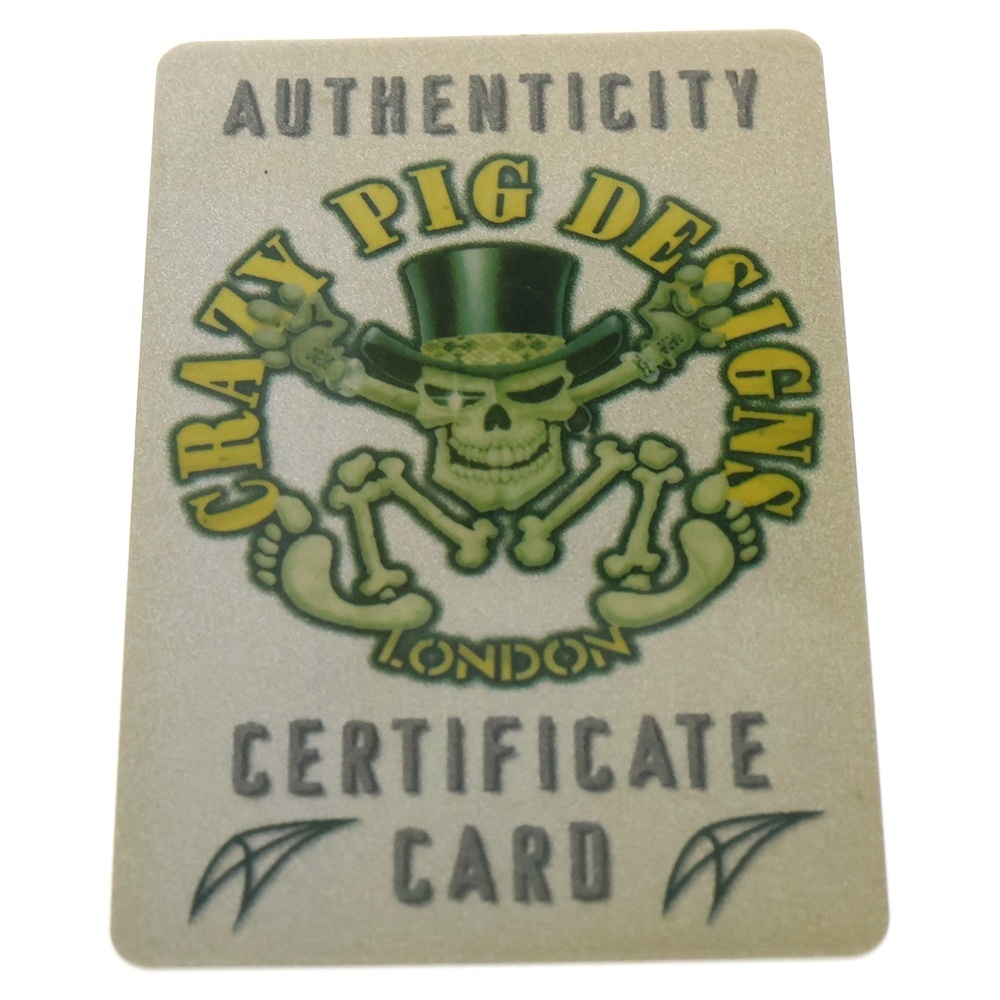 AUTHENTICITY
CRAZY PIG DESIGNS
LONDON
CERTIFICATE
CARD